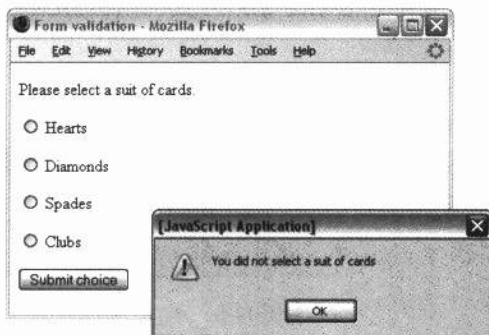 Form validation - Mozilla Firefox
File Edit View History Bookmarks Tools Help
Please select a suit of cards.
Hearts
Diamonds
Spades
Clubs
Submit choice
[JavaScript Application]
You did not select a suit of cards
OK